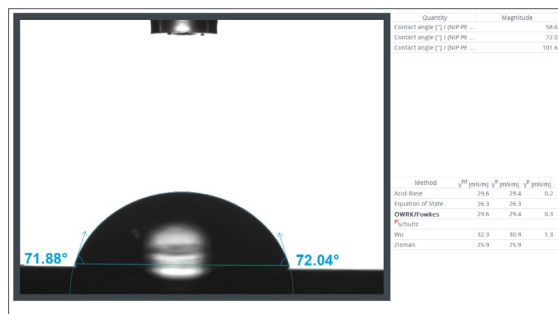 Quantity Magnitude
Contact angle [°] / (NIP PE ... 58.6
Contact angle [°] / (NIP PE ... 72.0
Contact angle [°] / (NIP PE ... 101.6
71.88° 72.04°
Method γtot [mN/m] γd [mN/m] γp [mN/m]
Acid-Base 29.6 29.4 0.2
Equation of State 26.3 26.3
OWRK/Fowkes 29.6 29.4 0.3
Schultz
Wu 32.3 30.9 1.3
Zisman 25.9 25.9